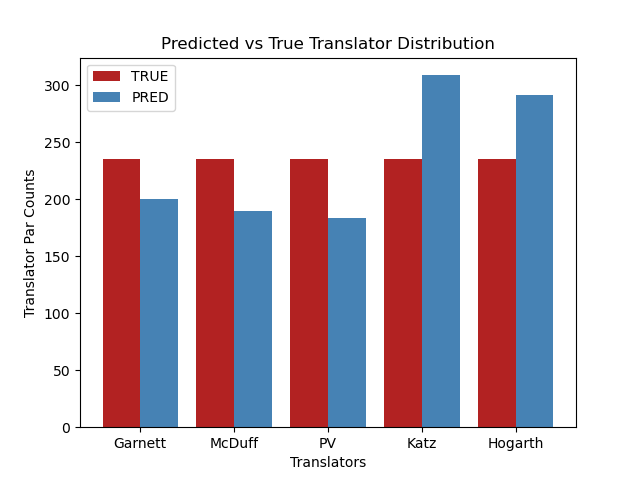 Predicted vs True Translator Distribution
TRUE
PRED
Translator Par Counts
300
250
200
150
100
50
0
Garnett McDuff PV Katz Hogarth
Translators